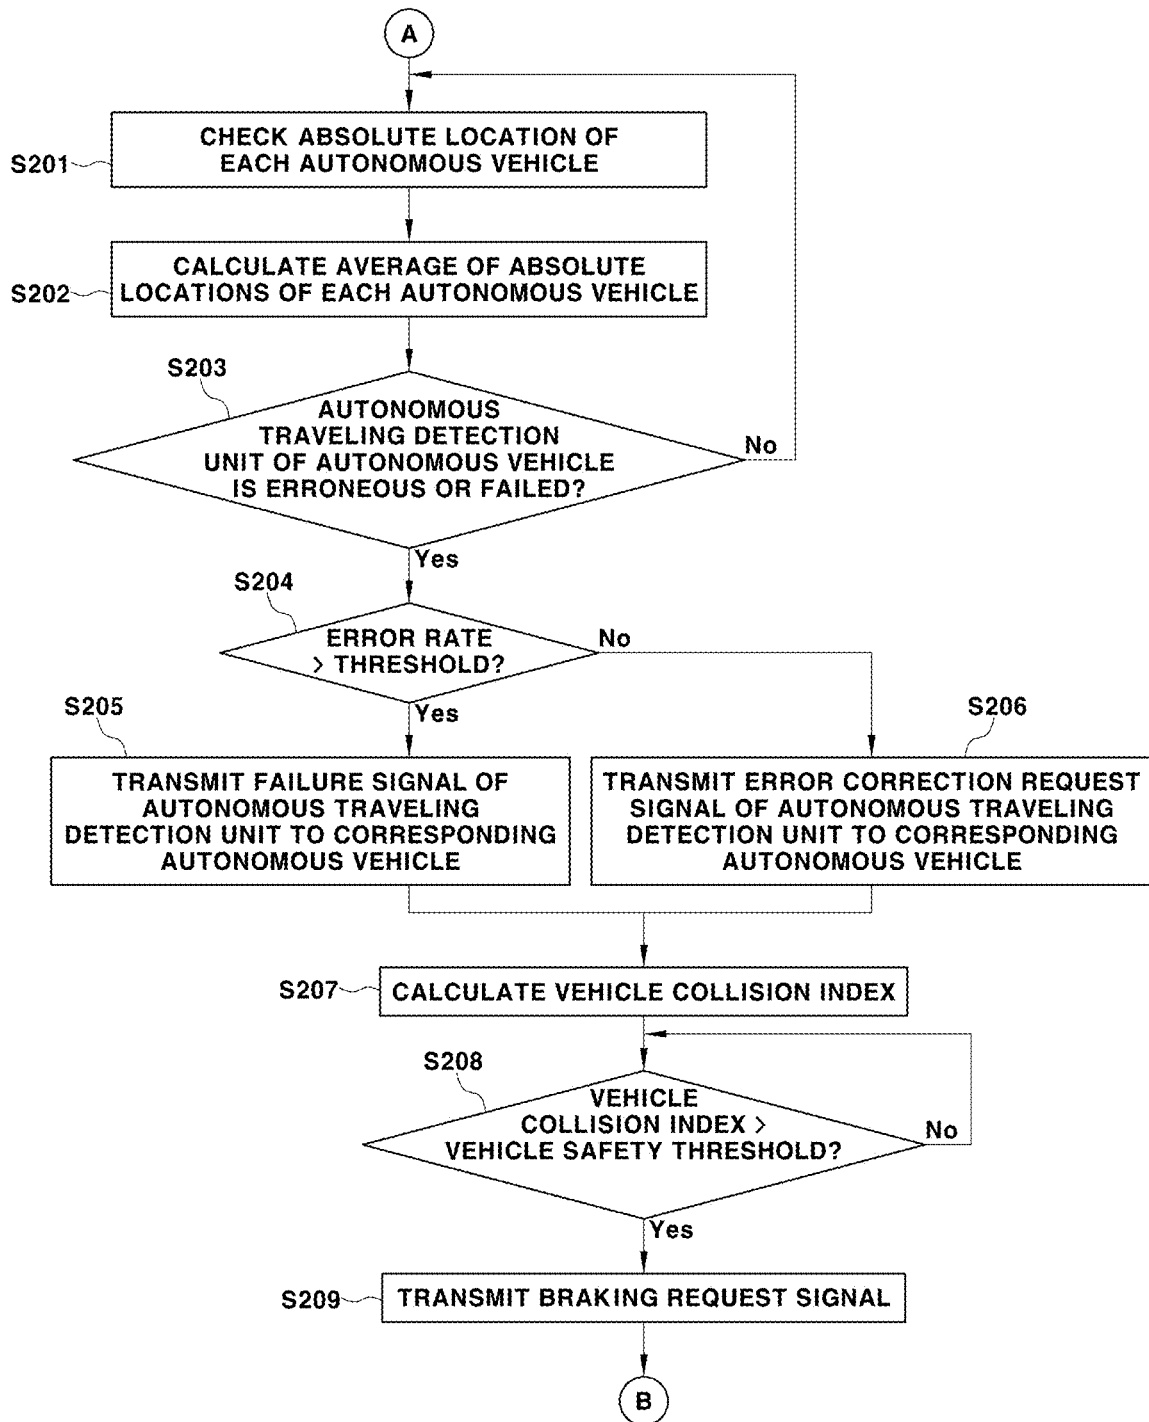 A
CHECK ABSOLUTE LOCATION OF
EACH AUTONOMOUS VEHICLE
S201
CALCULATE AVERAGE OF ABSOLUTE
LOCATIONS OF EACH AUTONOMOUS VEHICLE
S202
S203
AUTONOMOUS
TRAVELING DETECTION
UNIT OF AUTONOMOUS VEHICLE
IS ERRONEOUS OR FAILED?
No
Yes
S204
ERROR RATE
> THRESHOLD?
No
Yes
S205
TRANSMIT FAILURE SIGNAL OF
AUTONOMOUS TRAVELING
DETECTION UNIT TO CORRESPONDING
AUTONOMOUS VEHICLE
S206
TRANSMIT ERROR CORRECTION REQUEST
SIGNAL OF AUTONOMOUS TRAVELING
DETECTION UNIT TO CORRESPONDING
AUTONOMOUS VEHICLE
S207
CALCULATE VEHICLE COLLISION INDEX
S208
VEHICLE
COLLISION INDEX >
VEHICLE SAFETY THRESHOLD?
No
Yes
S209
TRANSMIT BRAKING REQUEST SIGNAL
B